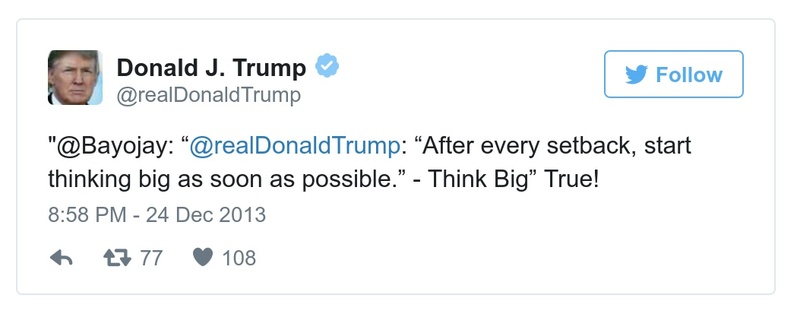 Donald J. Trump
@realDonaldTrump
Follow
"@Bayojay: “@realDonaldTrump: “After every setback, start
thinking big as soon as possible.” - Think Big” True!
8:58 PM - 24 Dec 2013
77 108